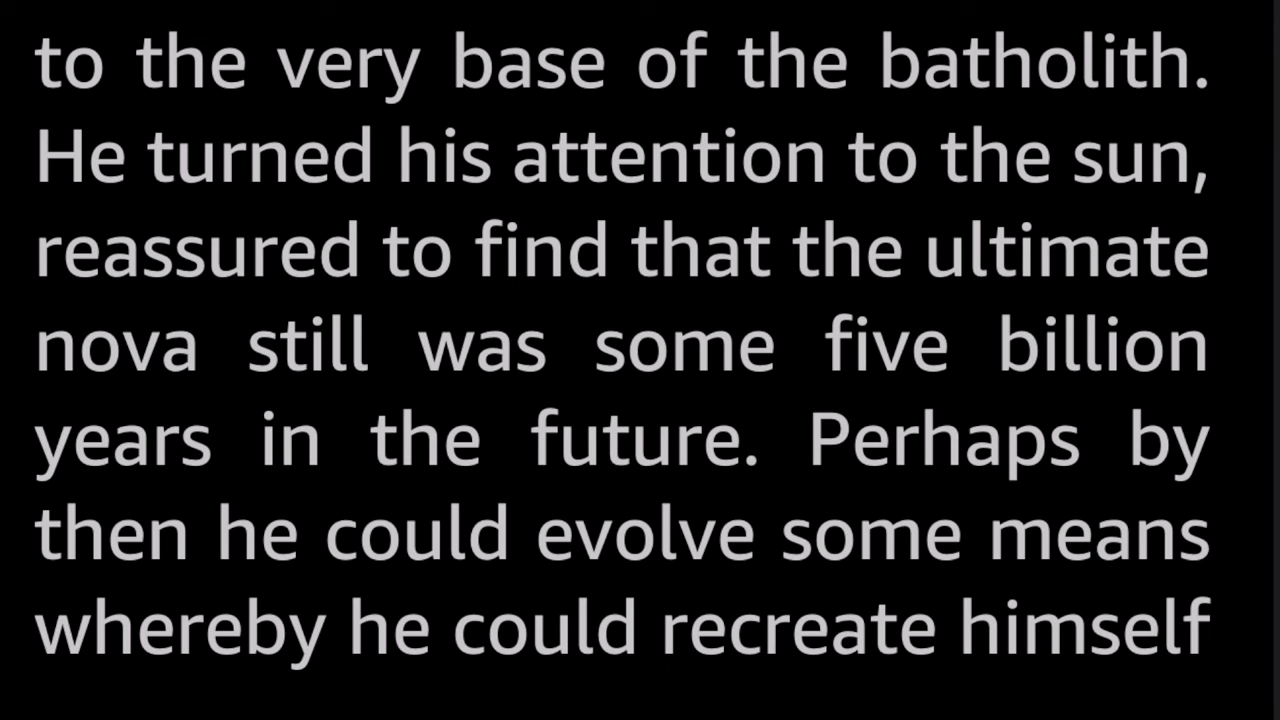 to the very base of the batholith.
He turned his attention to the sun,
reassured to find that the ultimate
nova still was some five billion
years in the future. Perhaps by
then he could evolve some means
whereby he could recreate himself